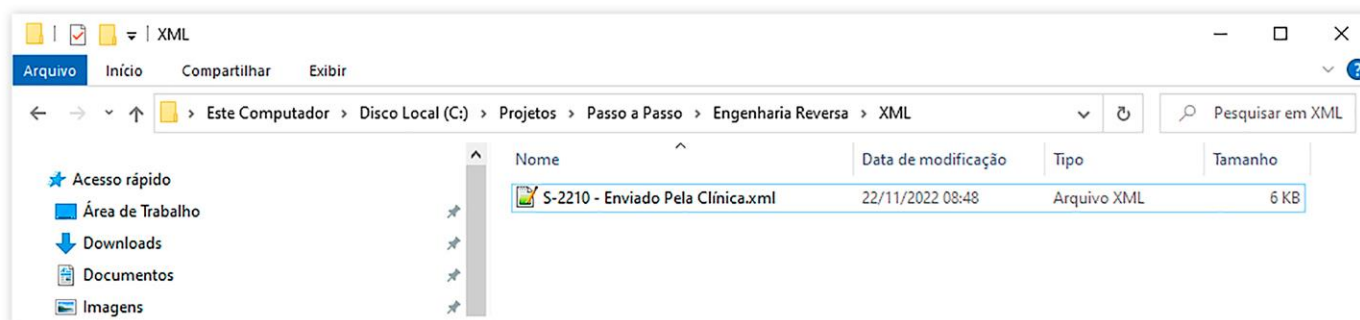 XML
Arquivo Início Compartilhar Exibir
Este Computador > Disco Local (C:) > Projetos > Passo a Passo > Engenharia Reversa > XML
Pesquisar em XML
Nome Data de modificação Tipo Tamanho
Acesso rápido
S-2210 - Enviado Pela Clínica.xml 22/11/2022 08:48 Arquivo XML 6 KB
Área de Trabalho
Downloads
Documentos
Imagens